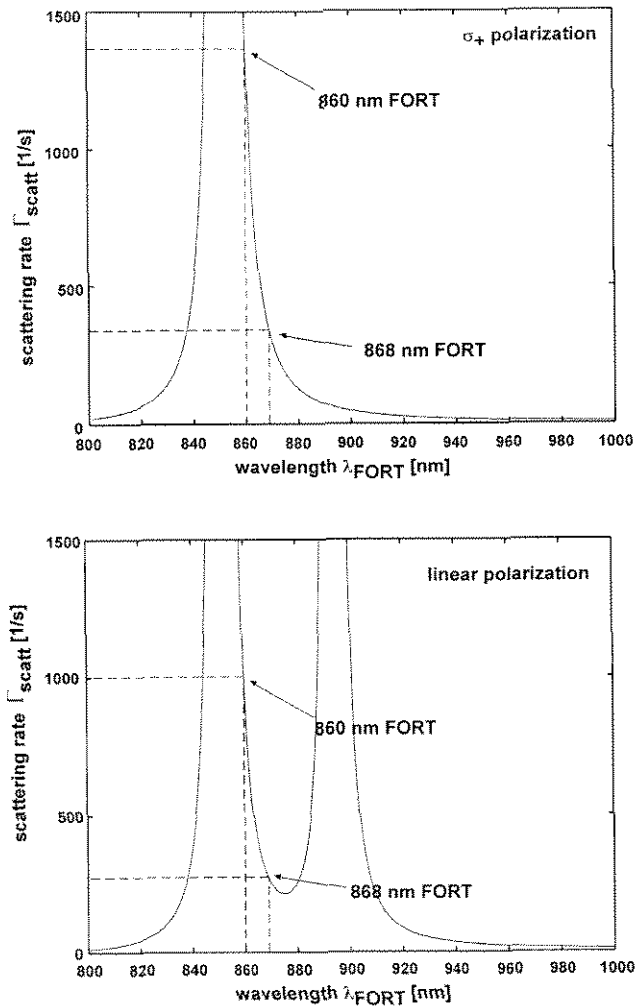 1500
σ+ polarization
860 nm FORT
1000
scattering rate Γscatt [1/s]
500
868 nm FORT
0
800 820 840 860 880 900 920 940 960 980 1000
wavelength λFORT [nm]
1500
linear polarization
1000
860 nm FORT
scattering rate Γscatt [1/s]
500
868 nm FORT
0
800 820 840 860 880 900 920 940 960 980 1000
wavelength λFORT [nm]